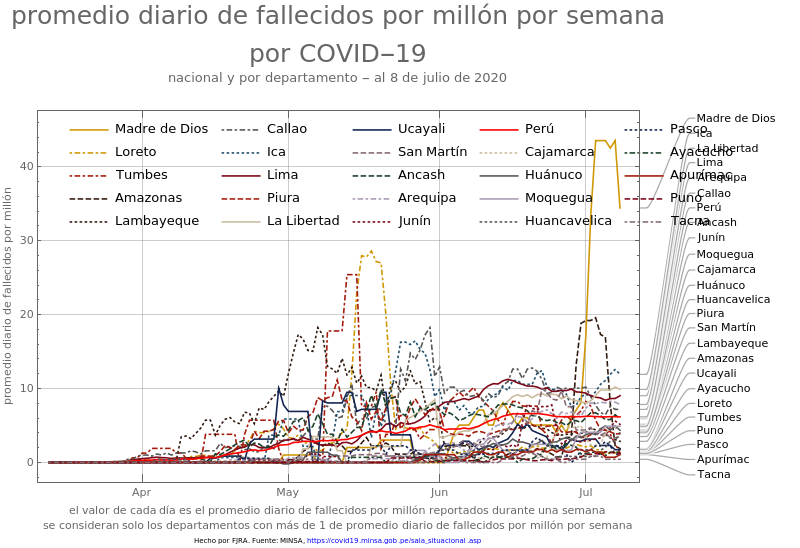 promedio diario de fallecidos por millón por semana
por COVID−19
nacional y por departamento − al 8 de julio de 2020
promedio diario de fallecidos por millón
40
30
20
10
0
Apr May Jun Jul
Madre de Dios Callao Ucayali Perú Pasco
Loreto Ica San Martín Cajamarca Ayacucho
Tumbes Lima Ancash Huánuco Apurímac
Amazonas Piura Arequipa Moquegua Puno
Lambayeque La Libertad Junín Huancavelica Tacna
Madre de Dios
Ica
La Libertad
Lima
Arequipa
Callao
Perú
Ancash
Junín
Moquegua
Cajamarca
Huánuco
Huancavelica
Piura
San Martín
Lambayeque
Amazonas
Ucayali
Ayacucho
Loreto
Tumbes
Puno
Pasco
Apurímac
Tacna
el valor de cada día es el promedio diario de fallecidos por millón reportados durante una semana
se consideran solo los departamentos con más de 1 de promedio diario de fallecidos por millón por semana
Hecho por FJRA. Fuente: MINSA, https://covid19.minsa.gob.pe/sala_situacional .asp